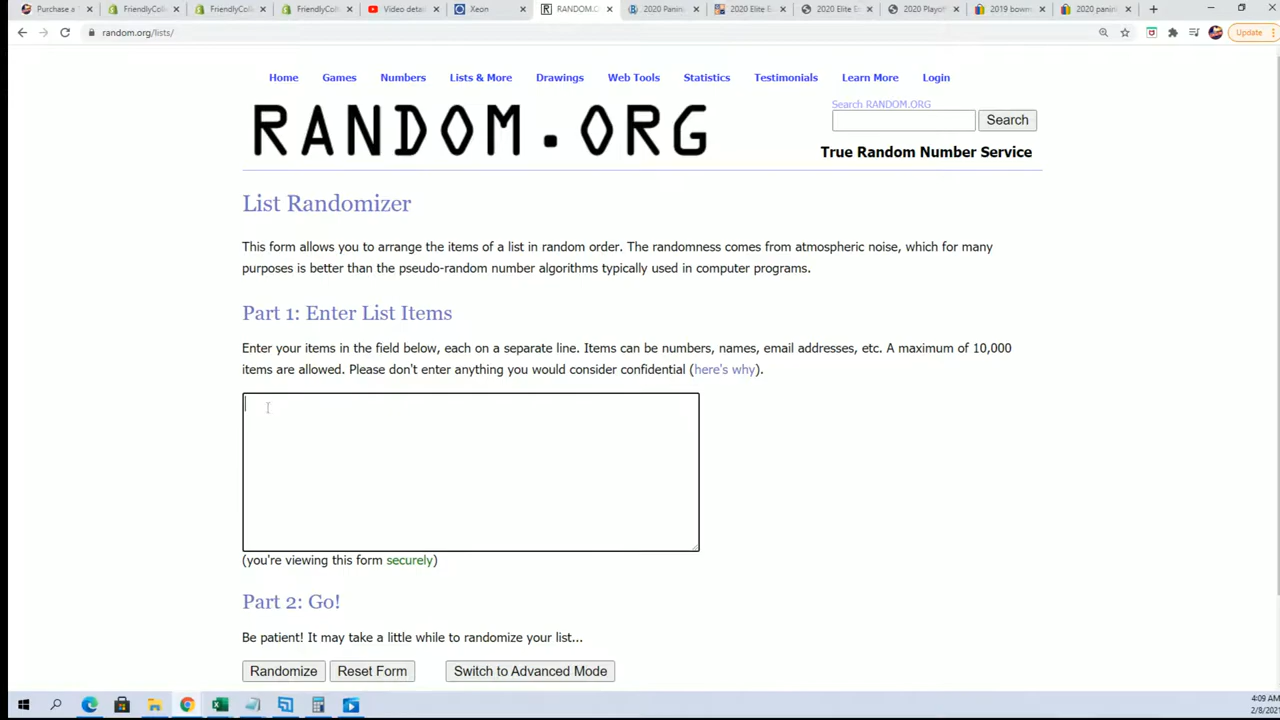 Purchase a
FriendlyColl
FriendlyColl
FriendlyColl
Video detai
Xeon
RANDOM.O
2020 Panin
2020 Elite E
2020 Elite E
2020 Playof
2019 bowm
2020 panin
random.org/lists/
Update
Home Games Numbers Lists & More Drawings Web Tools Statistics Testimonials Learn More Login
RANDOM.ORG
Search RANDOM.ORG
Search
True Random Number Service
List Randomizer
This form allows you to arrange the items of a list in random order. The randomness comes from atmospheric noise, which for many
purposes is better than the pseudo-random number algorithms typically used in computer programs.
Part 1: Enter List Items
Enter your items in the field below, each on a separate line. Items can be numbers, names, email addresses, etc. A maximum of 10,000
items are allowed. Please don't enter anything you would consider confidential (here's why).
(you're viewing this form securely)
Part 2: Go!
Be patient! It may take a little while to randomize your list...
Randomize Reset Form Switch to Advanced Mode
4:09 AM
2/8/2021